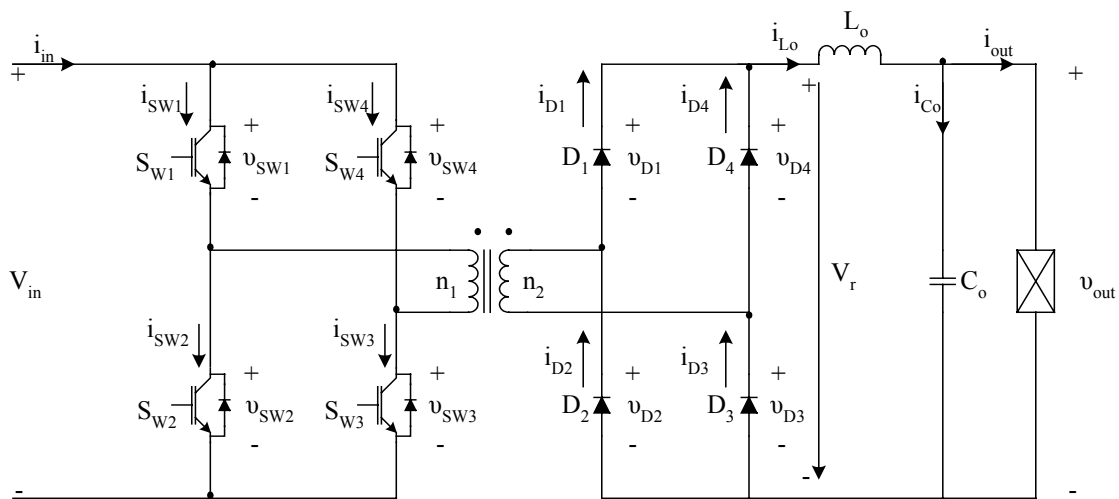 i_in i_Lo L_o i_out
+ + +
i_SW1 i_SW4 i_D1 i_D4 i_Co
+ + + +
S_W1 υ_SW1 S_W4 υ_SW4 D_1 υ_D1 D_4 υ_D4
- - - -
V_in n_1 n_2 V_r C_o υ_out
i_SW2 i_SW3 i_D2 i_D3
+ + + +
S_W2 υ_SW2 S_W3 υ_SW3 D_2 υ_D2 D_3 υ_D3
- - - -
- - -